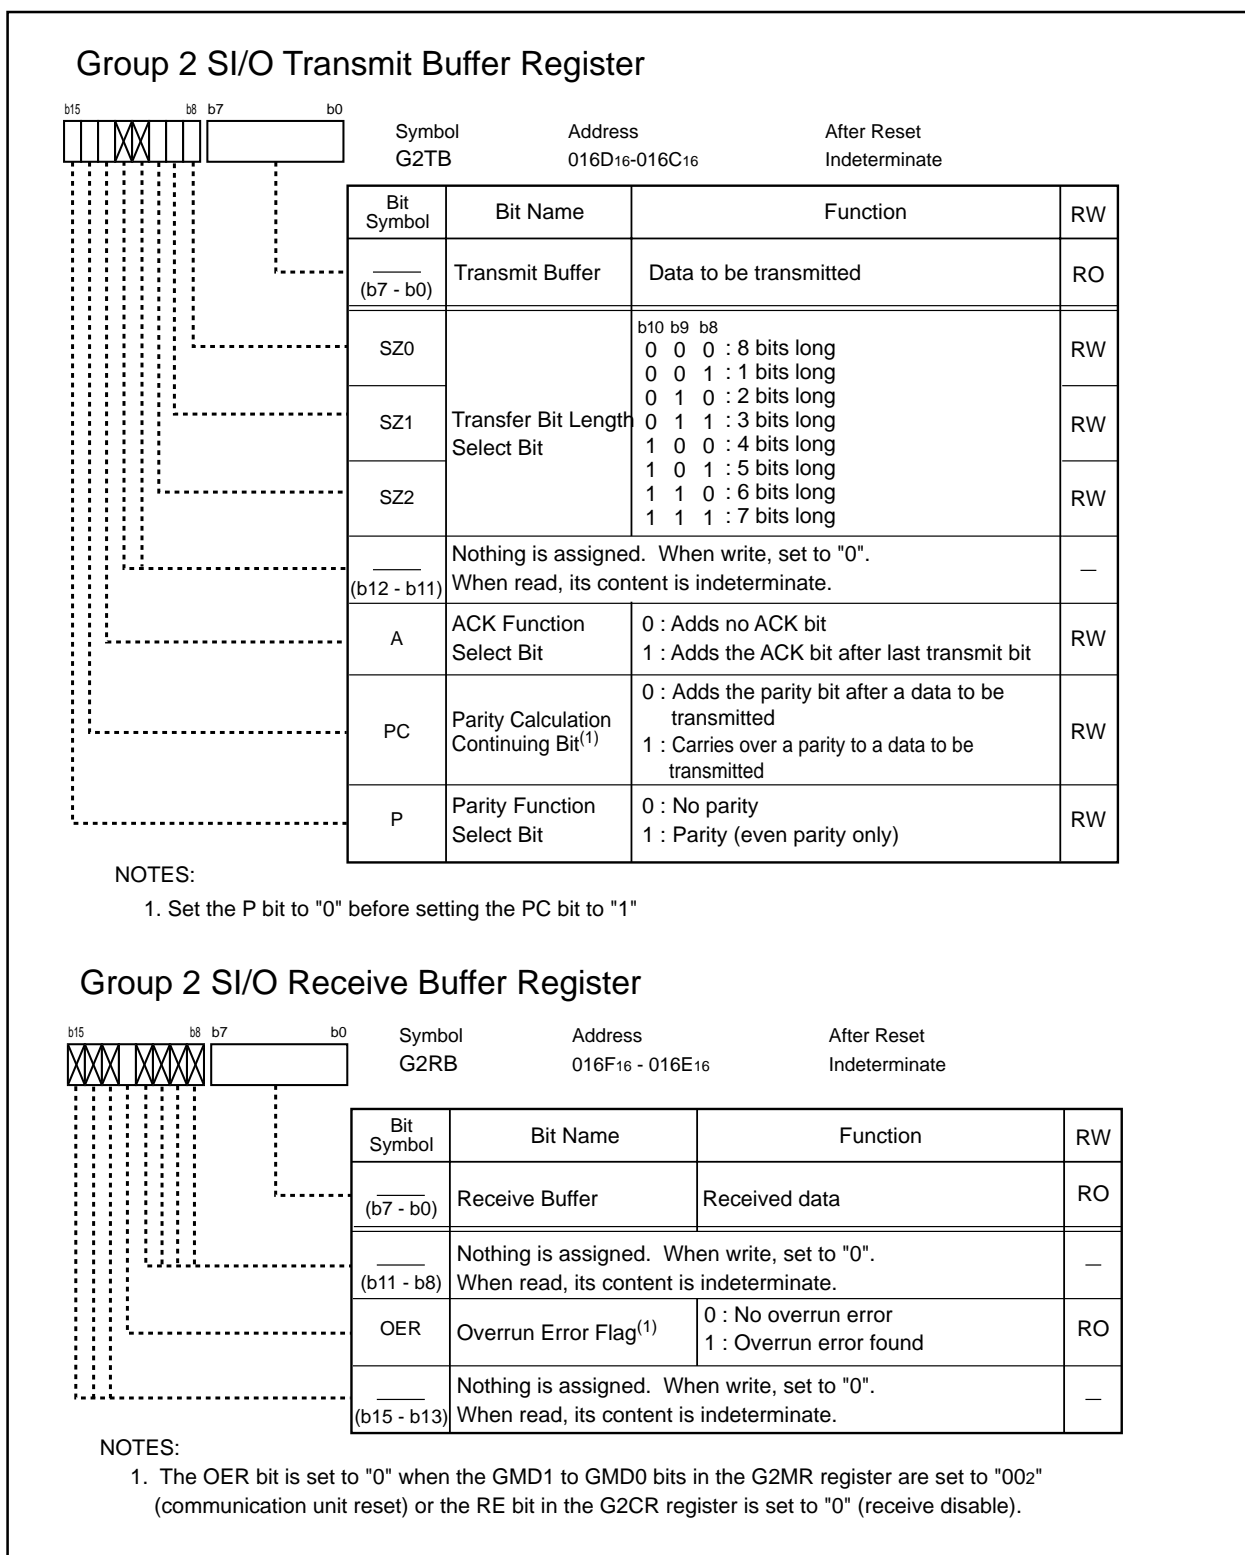 Group 2 SI/O Transmit Buffer Register
b15 b8 b7 b0
Symbol Address After Reset
G2TB 016D16-016C16 Indeterminate
Bit Symbol Bit Name Function RW
(b7 - b0) Transmit Buffer Data to be transmitted RO
b10 b9 b8
SZ0 0 0 0 : 8 bits long RW
0 0 1 : 1 bits long
0 1 0 : 2 bits long
SZ1 Transfer Bit Length 0 1 1 : 3 bits long RW
Select Bit 1 0 0 : 4 bits long
1 0 1 : 5 bits long
SZ2 1 1 0 : 6 bits long RW
1 1 1 : 7 bits long
Nothing is assigned. When write, set to "0".
(b12 - b11) When read, its content is indeterminate. –
ACK Function 0 : Adds no ACK bit
A Select Bit 1 : Adds the ACK bit after last transmit bit RW
0 : Adds the parity bit after a data to be
Parity Calculation transmitted
PC Continuing Bit(1) 1 : Carries over a parity to a data to be RW
transmitted
Parity Function 0 : No parity
P Select Bit 1 : Parity (even parity only) RW
NOTES:
1. Set the P bit to "0" before setting the PC bit to "1"
Group 2 SI/O Receive Buffer Register
b15 b8 b7 b0
Symbol Address After Reset
G2RB 016F16 - 016E16 Indeterminate
Bit Symbol Bit Name Function RW
(b7 - b0) Receive Buffer Received data RO
Nothing is assigned. When write, set to "0".
(b11 - b8) When read, its content is indeterminate. –
OER Overrun Error Flag(1) 0 : No overrun error RO
1 : Overrun error found
Nothing is assigned. When write, set to "0".
(b15 - b13) When read, its content is indeterminate. –
NOTES:
1. The OER bit is set to "0" when the GMD1 to GMD0 bits in the G2MR register are set to "002"
(communication unit reset) or the RE bit in the G2CR register is set to "0" (receive disable).